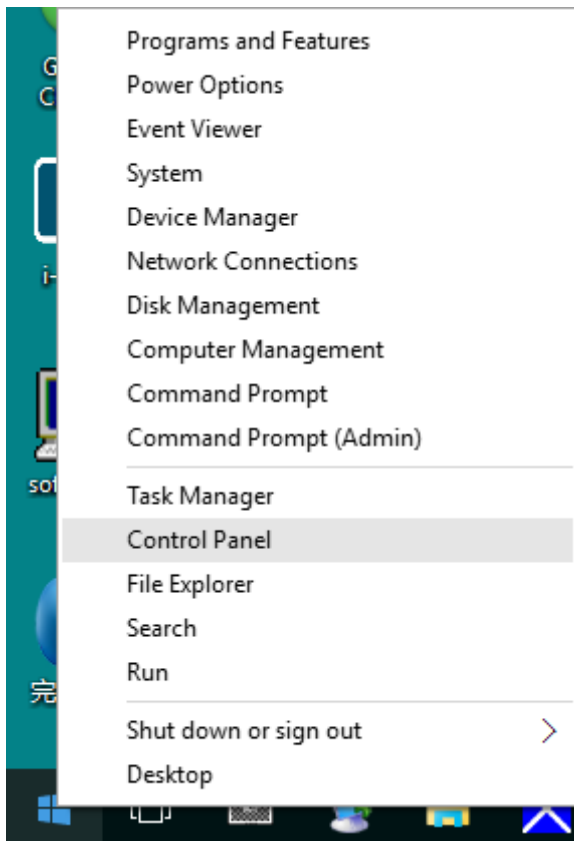 Programs and Features
Power Options
Event Viewer
System
Device Manager
Network Connections
Disk Management
Computer Management
Command Prompt
Command Prompt (Admin)
Task Manager
Control Panel
File Explorer
Search
Run
Shut down or sign out
Desktop